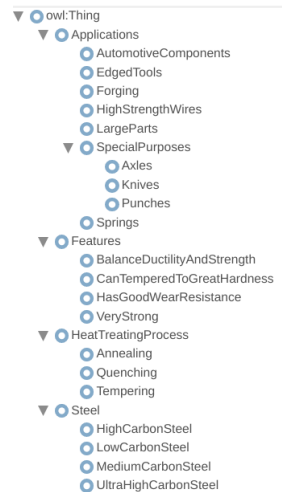 owl:Thing
Applications
AutomotiveComponents
EdgedTools
Forging
HighStrengthWires
LargeParts
SpecialPurposes
Axles
Knives
Punches
Springs
Features
BalanceDuctilityAndStrength
CanTemperedToGreatHardness
HasGoodWearResistance
VeryStrong
HeatTreatingProcess
Annealing
Quenching
Tempering
Steel
HighCarbonSteel
LowCarbonSteel
MediumCarbonSteel
UltraHighCarbonSteel